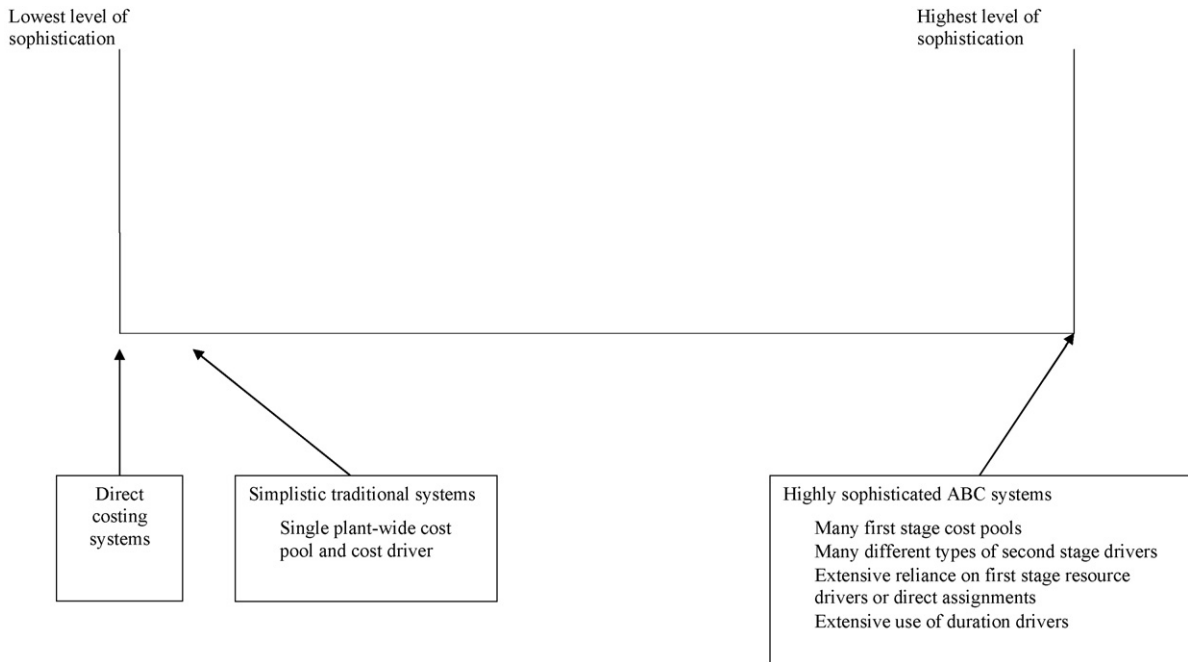 Lowest level of
sophistication
Highest level of
sophistication
Direct
costing
systems
Simplistic traditional systems
Single plant-wide cost
pool and cost driver
Highly sophisticated ABC systems
Many first stage cost pools
Many different types of second stage drivers
Extensive reliance on first stage resource
drivers or direct assignments
Extensive use of duration drivers